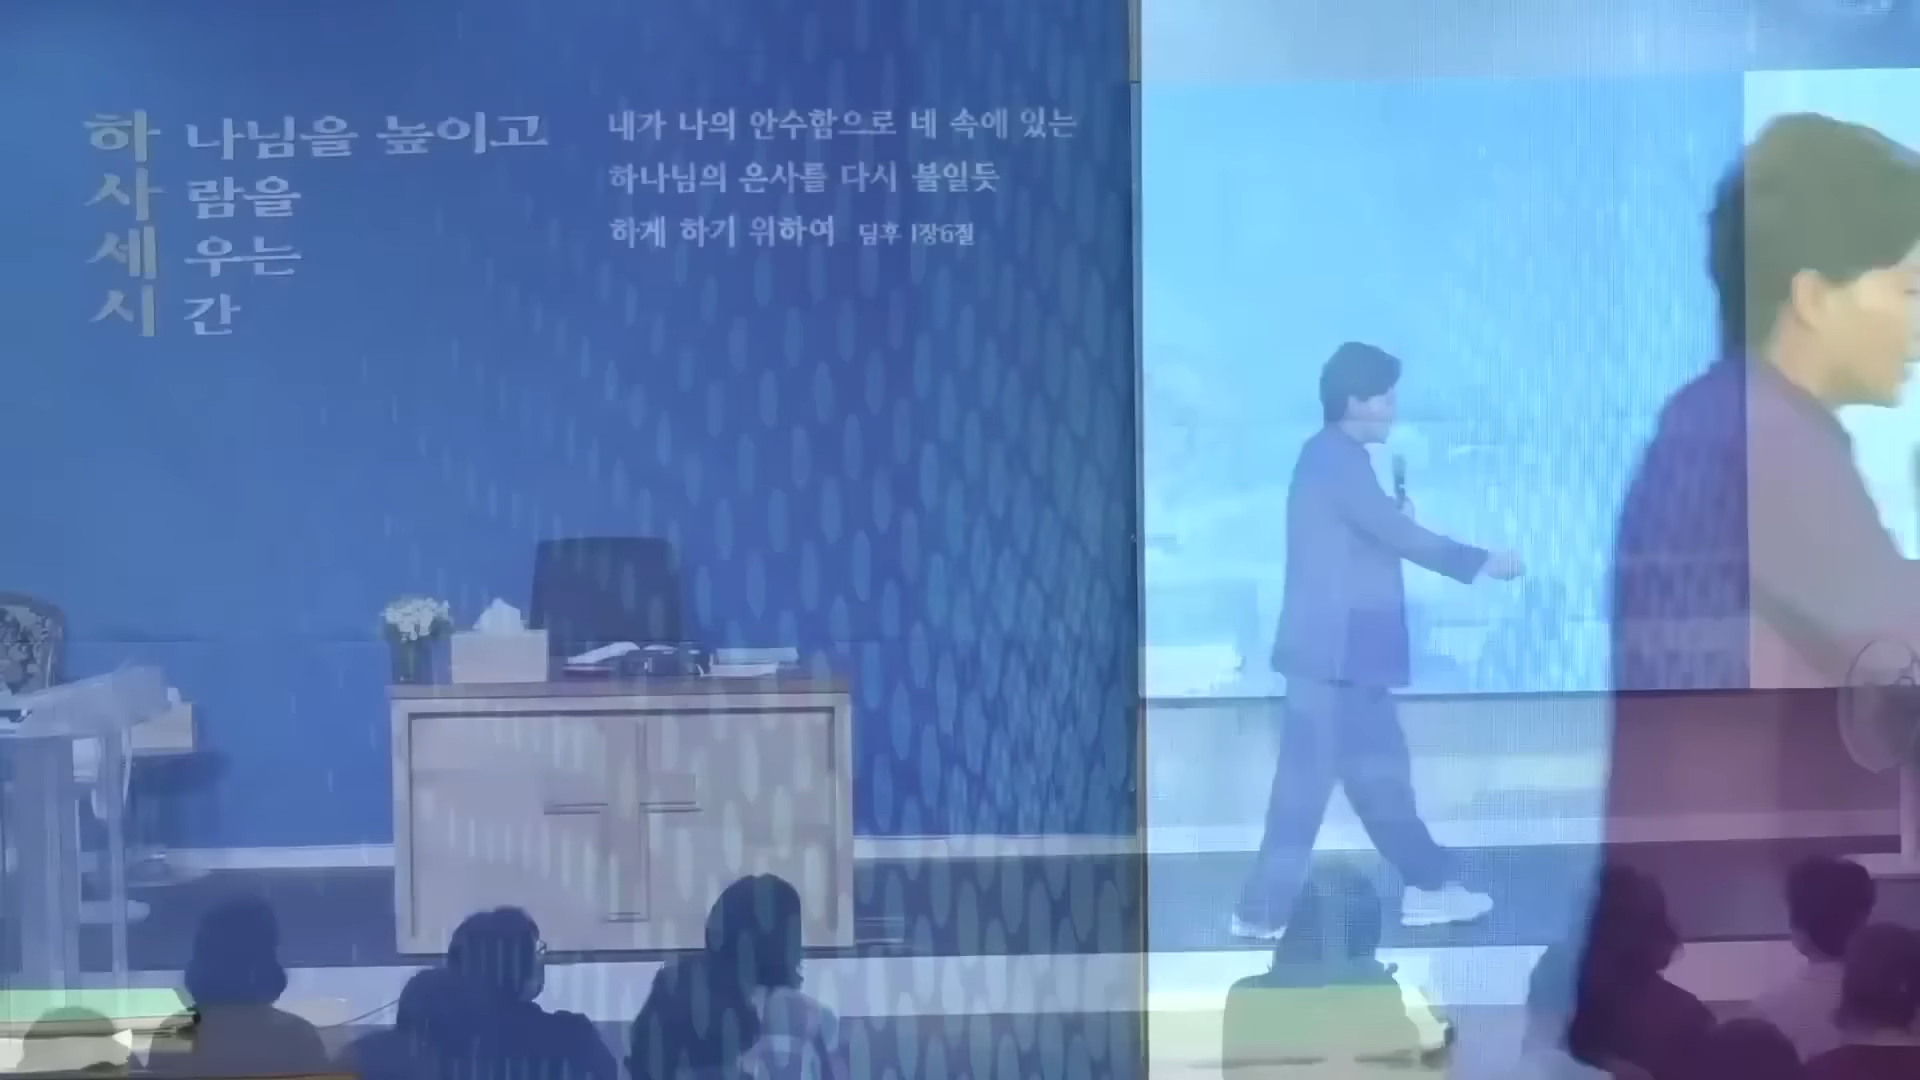 하나님을 높이고
사람을
세우는
시간
내가 나의 안수함으로 네 속에 있는
하나님의 은사를 다시 불일듯
하게 하기 위하여 딤후 1장6절